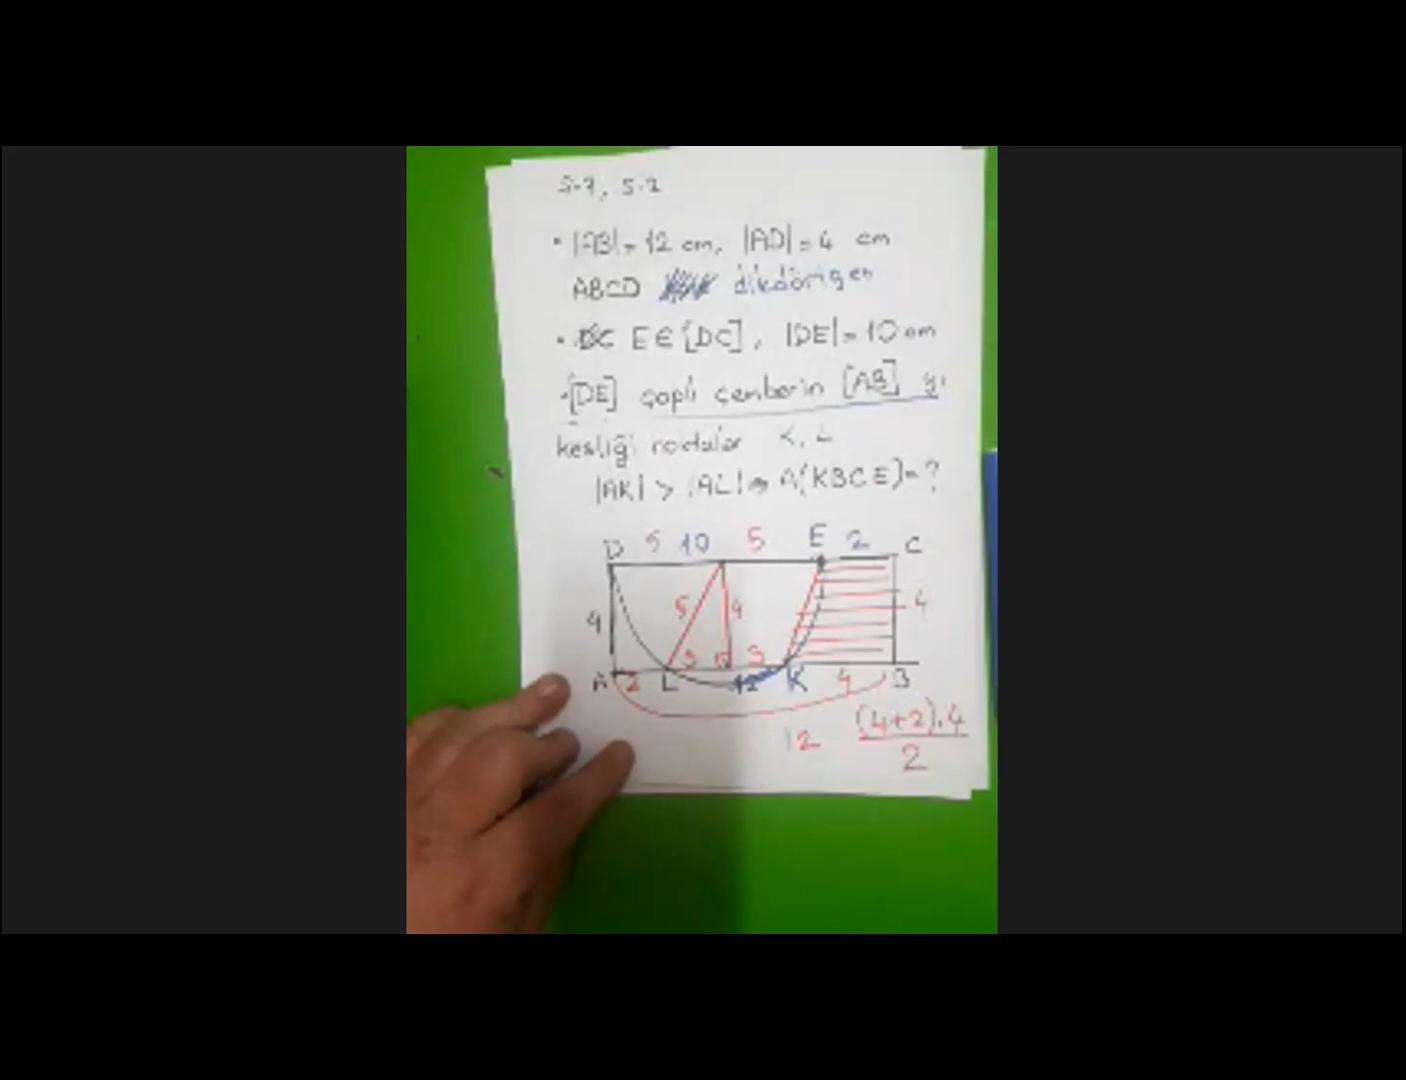 S-7, S-2
• |AB| = 12 cm, |AD| = 4 cm
ABCD dikdörtgen
• E ∈ [DC], |DE| = 10 cm
• [DE] çaplı çemberin [AB] yı
kestiği noktalar K, L
|AK| > |AL| ⇒ A(KBCE) = ?
D 5 10 5 E 2 C
4 5 4 4
3 3
A 2 L 12 K 4 B
12 (4+2).4
2